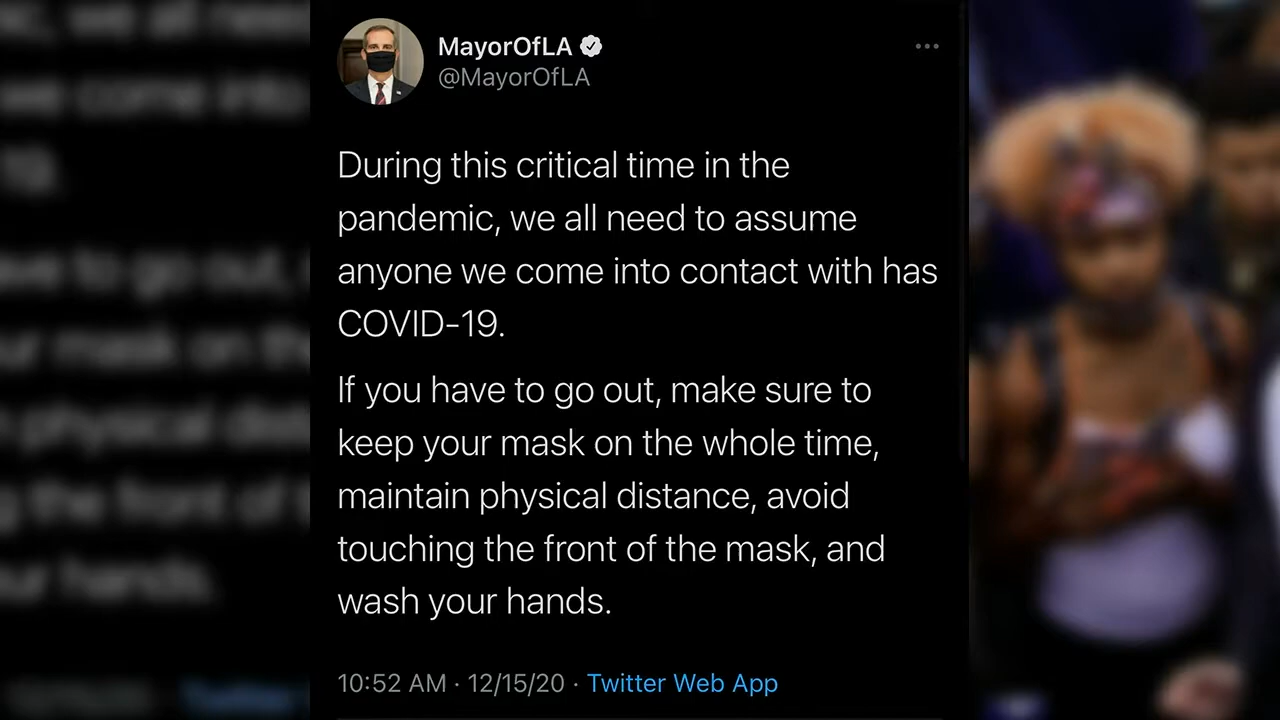 MayorOfLA
@MayorOfLA
During this critical time in the
pandemic, we all need to assume
anyone we come into contact with has
COVID-19.
If you have to go out, make sure to
keep your mask on the whole time,
maintain physical distance, avoid
touching the front of the mask, and
wash your hands.
10:52 AM · 12/15/20 · Twitter Web App